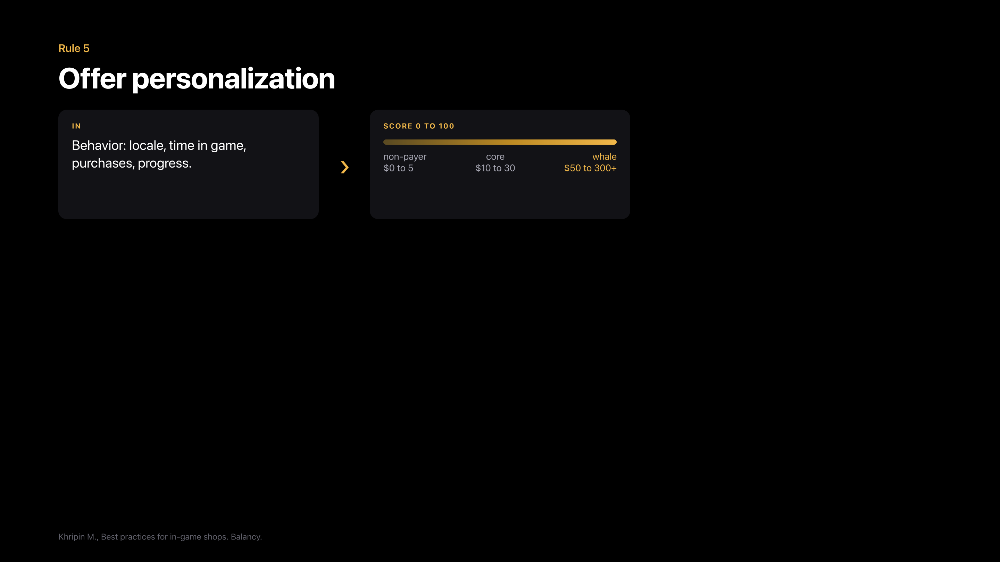 Rule 5
Offer personalization
IN
Behavior: locale, time in game,
purchases, progress.
›
SCORE 0 TO 100
non-payer
$0 to 5
core
$10 to 30
whale
$50 to 300+
Khripin M., Best practices for in-game shops. Balancy.